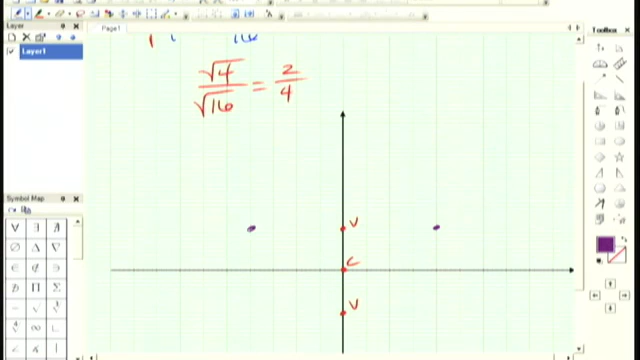 Layer
Page1
Toolbox
Layer1
√4 / √16 = 2 / 4
V
C
V
Symbol Map
∀ ∃ ∄
∅ ∆ ∇
∈ ∉ ∋
∏ Σ
− √ ∛
∜ ∞ ∟
∠